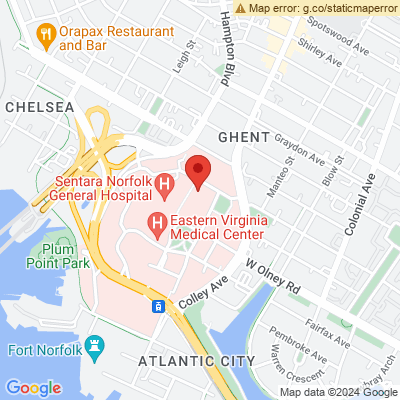 Map error: g.co/staticmaperror
Orapax Restaurant
and Bar
Leigh St
Hampton Blvd
Spotswood Ave
Shirley Ave
CHELSEA
GHENT
Graydon Ave
Blow St
Manteo St
Colonial Ave
Sentara Norfolk
General Hospital
Eastern Virginia
Medical Center
Plum
Point Park
W Olney Rd
Colley Ave
Fairfax Ave
Fort Norfolk
ATLANTIC CITY
Pembroke Ave
Warren Crescent
bray Arch
Google
Map data ©2024 Google